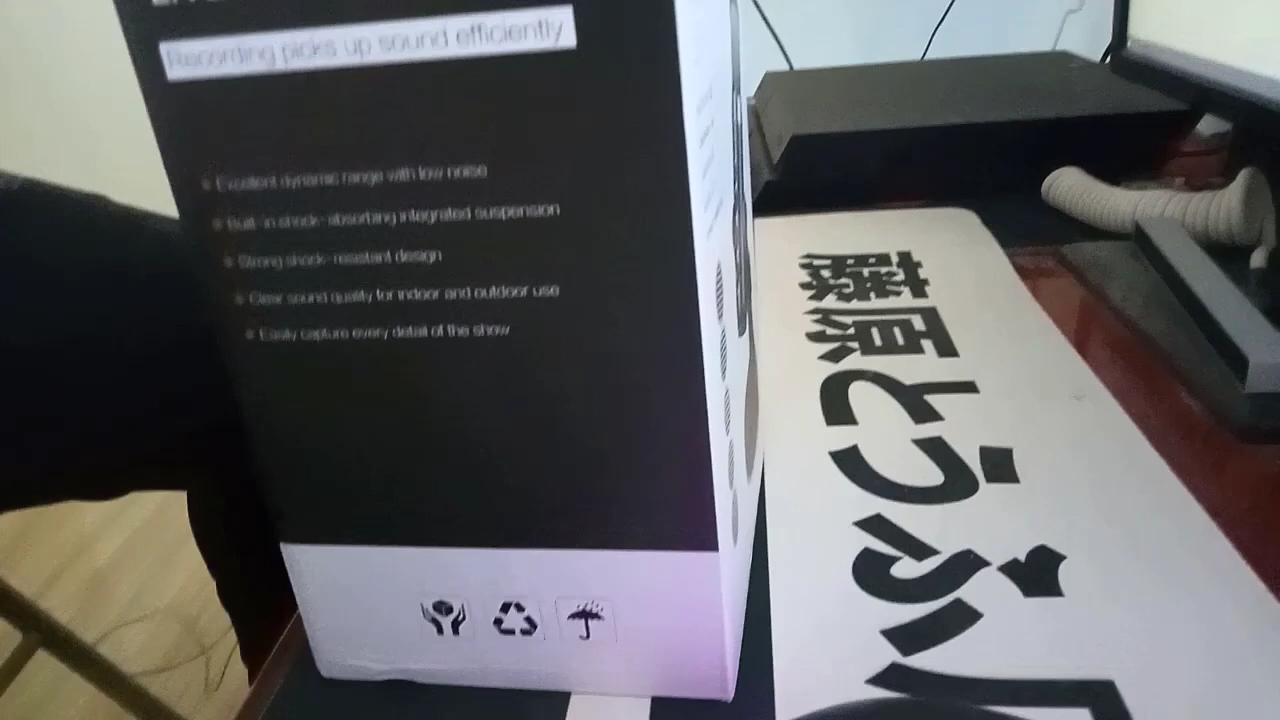 Recording picks up sound efficiently
Excellent dynamic range with low noise
Built-in shock-absorbing integrated suspension
Strong shock-resistant design
Clear sound quality for indoor and outdoor use
Easily capture every detail of the show
藤原とうふ